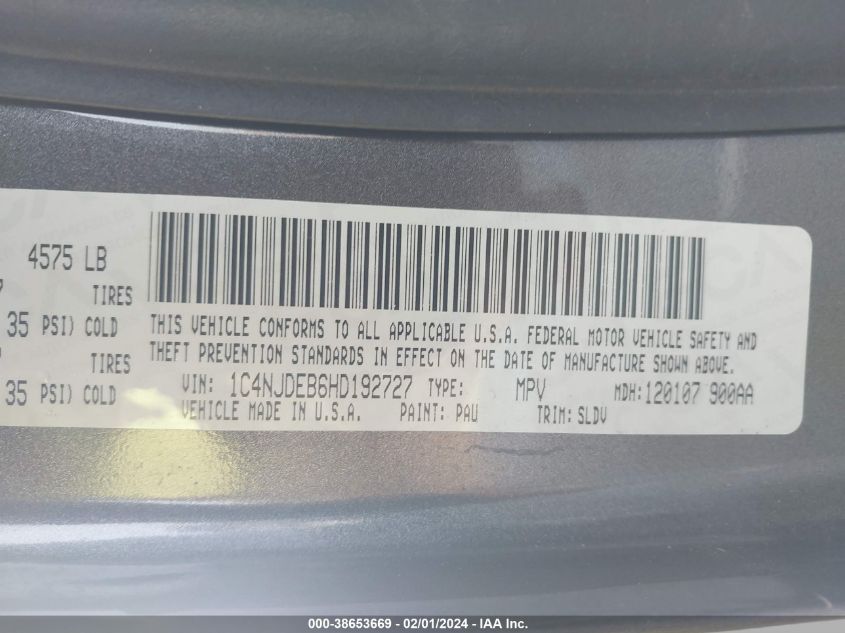 4575 LB
TIRES
35 PSI) COLD
TIRES
35 PSI) COLD
THIS VEHICLE CONFORMS TO ALL APPLICABLE U.S.A. FEDERAL MOTOR VEHICLE SAFETY AND
THEFT PREVENTION STANDARDS IN EFFECT ON THE DATE OF MANUFACTURE SHOWN ABOVE.
VIN: 1C4NJDEB6HD192727 TYPE: MPV MDH:120107 900AA
VEHICLE MADE IN U.S.A. PAINT: PAU TRIM: SLDV
000-38653669 - 02/01/2024 - IAA Inc.